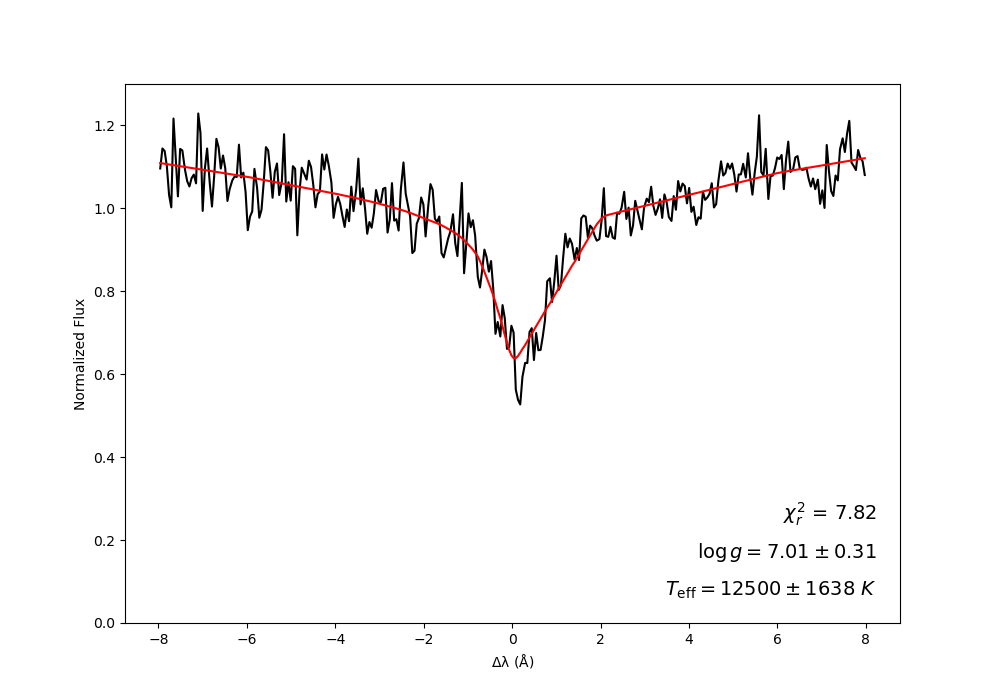 1.2
1.0
0.8
0.6
0.4
0.2
0.0
Normalized Flux
χ²ᵣ = 7.82
log g = 7.01 ± 0.31
T_eff = 12500 ± 1638 K
−8 −6 −4 −2 0 2 4 6 8
Δλ (Å)